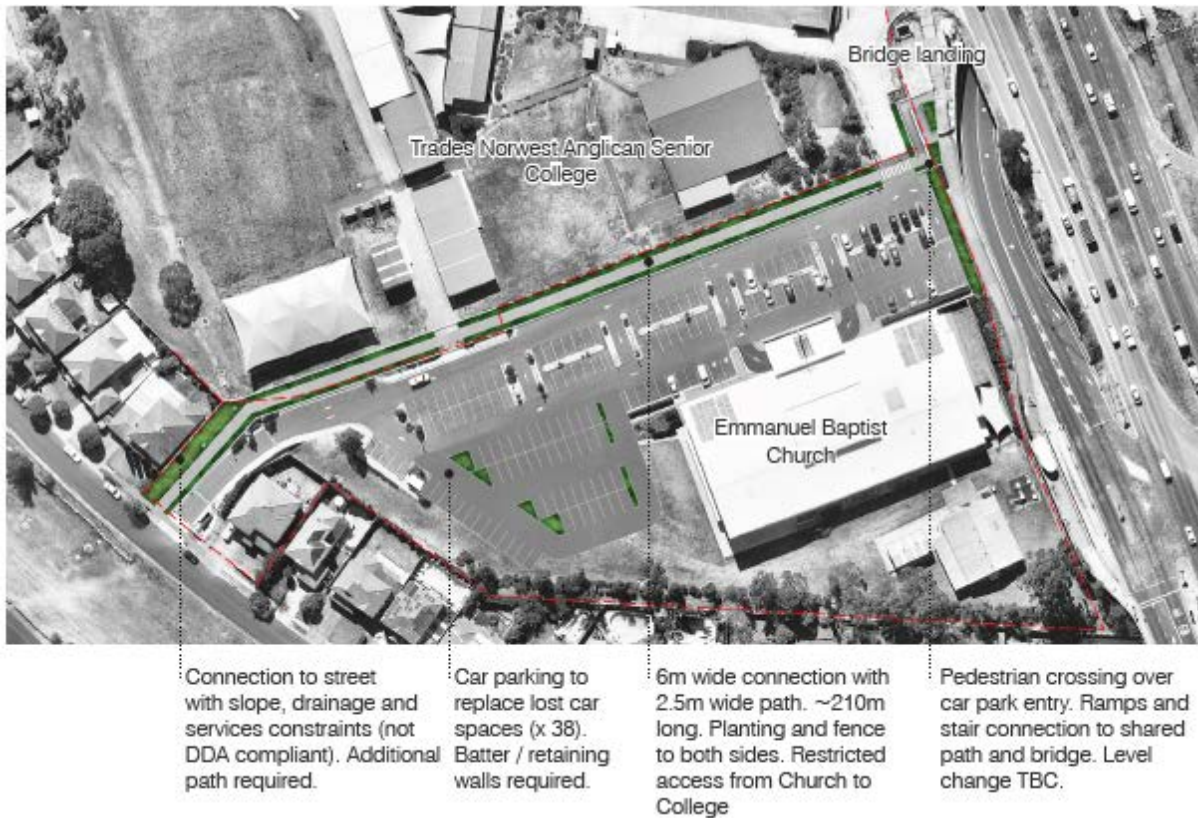 Bridge landing
Trades Norwest Anglican Senior
College
Emmanuel Baptist
Church
Connection to street
with slope, drainage and
services constraints (not
DDA compliant). Additional
path required.
Car parking to
replace lost car
spaces (x 38).
Batter / retaining
walls required.
6m wide connection with
2.5m wide path. ~210m
long. Planting and fence
to both sides. Restricted
access from Church to
College
Pedestrian crossing over
car park entry. Ramps and
stair connection to shared
path and bridge. Level
change TBC.